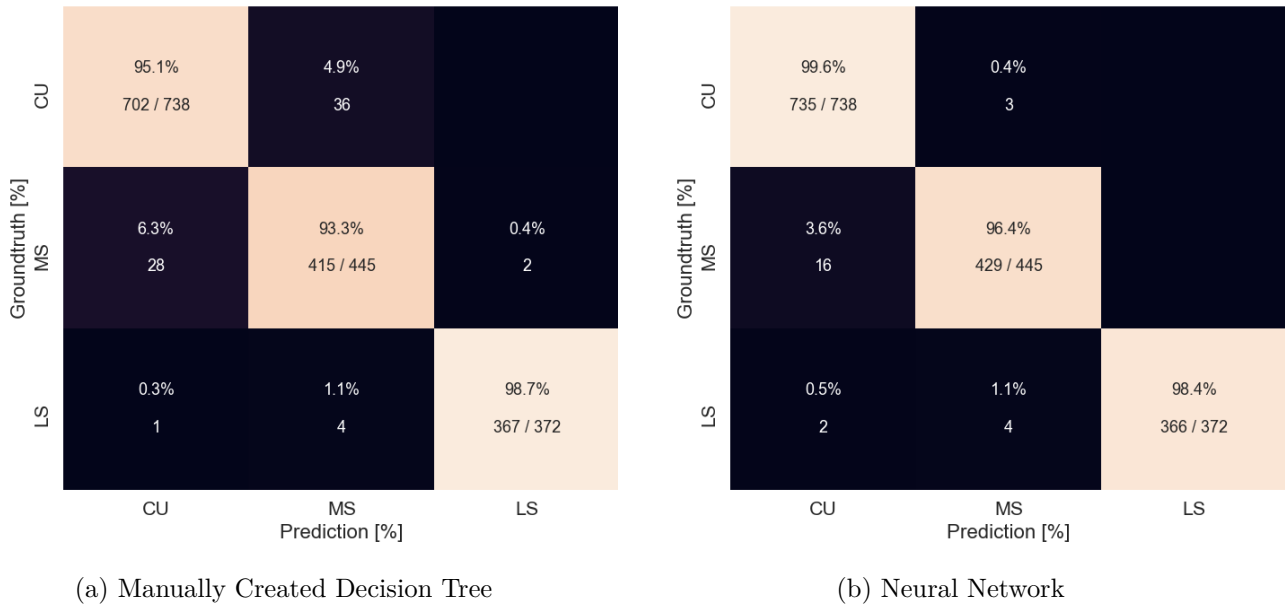 95.1%
702 / 738
4.9%
36
6.3%
28
93.3%
415 / 445
0.4%
2
0.3%
1
1.1%
4
98.7%
367 / 372
CU
MS
LS
Groundtruth [%]
CU
MS
LS
Prediction [%]
(a) Manually Created Decision Tree
99.6%
735 / 738
0.4%
3
3.6%
16
96.4%
429 / 445
0.5%
2
1.1%
4
98.4%
366 / 372
CU
MS
LS
Groundtruth [%]
CU
MS
LS
Prediction [%]
(b) Neural Network